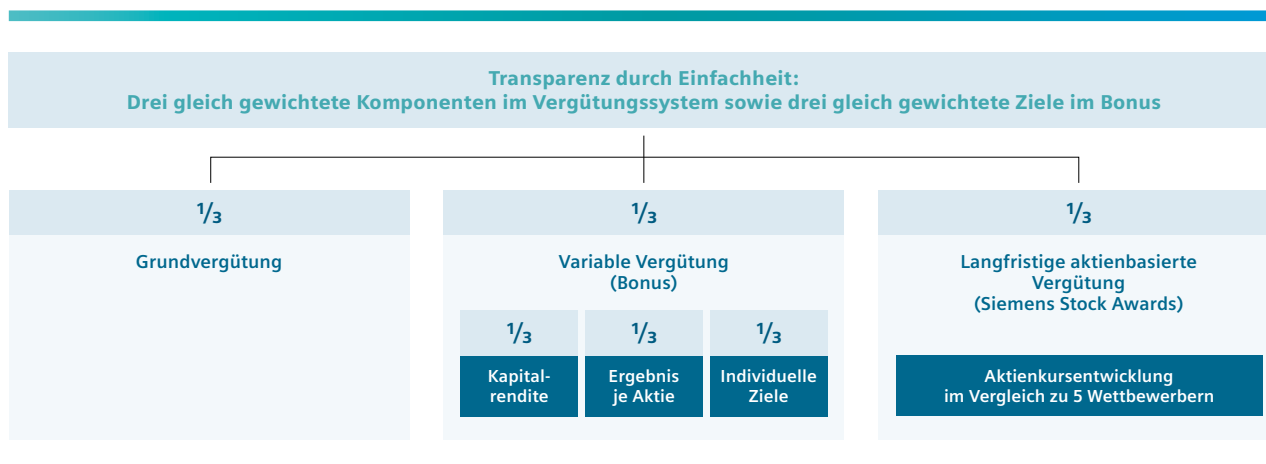 Transparenz durch Einfachheit:
Drei gleich gewichtete Komponenten im Vergütungssystem sowie drei gleich gewichtete Ziele im Bonus
1/3
Grundvergütung
1/3
Variable Vergütung
(Bonus)
1/3
Kapital-
rendite
1/3
Ergebnis
je Aktie
1/3
Individuelle
Ziele
1/3
Langfristige aktienbasierte
Vergütung
(Siemens Stock Awards)
Aktienkursentwicklung
im Vergleich zu 5 Wettbewerbern